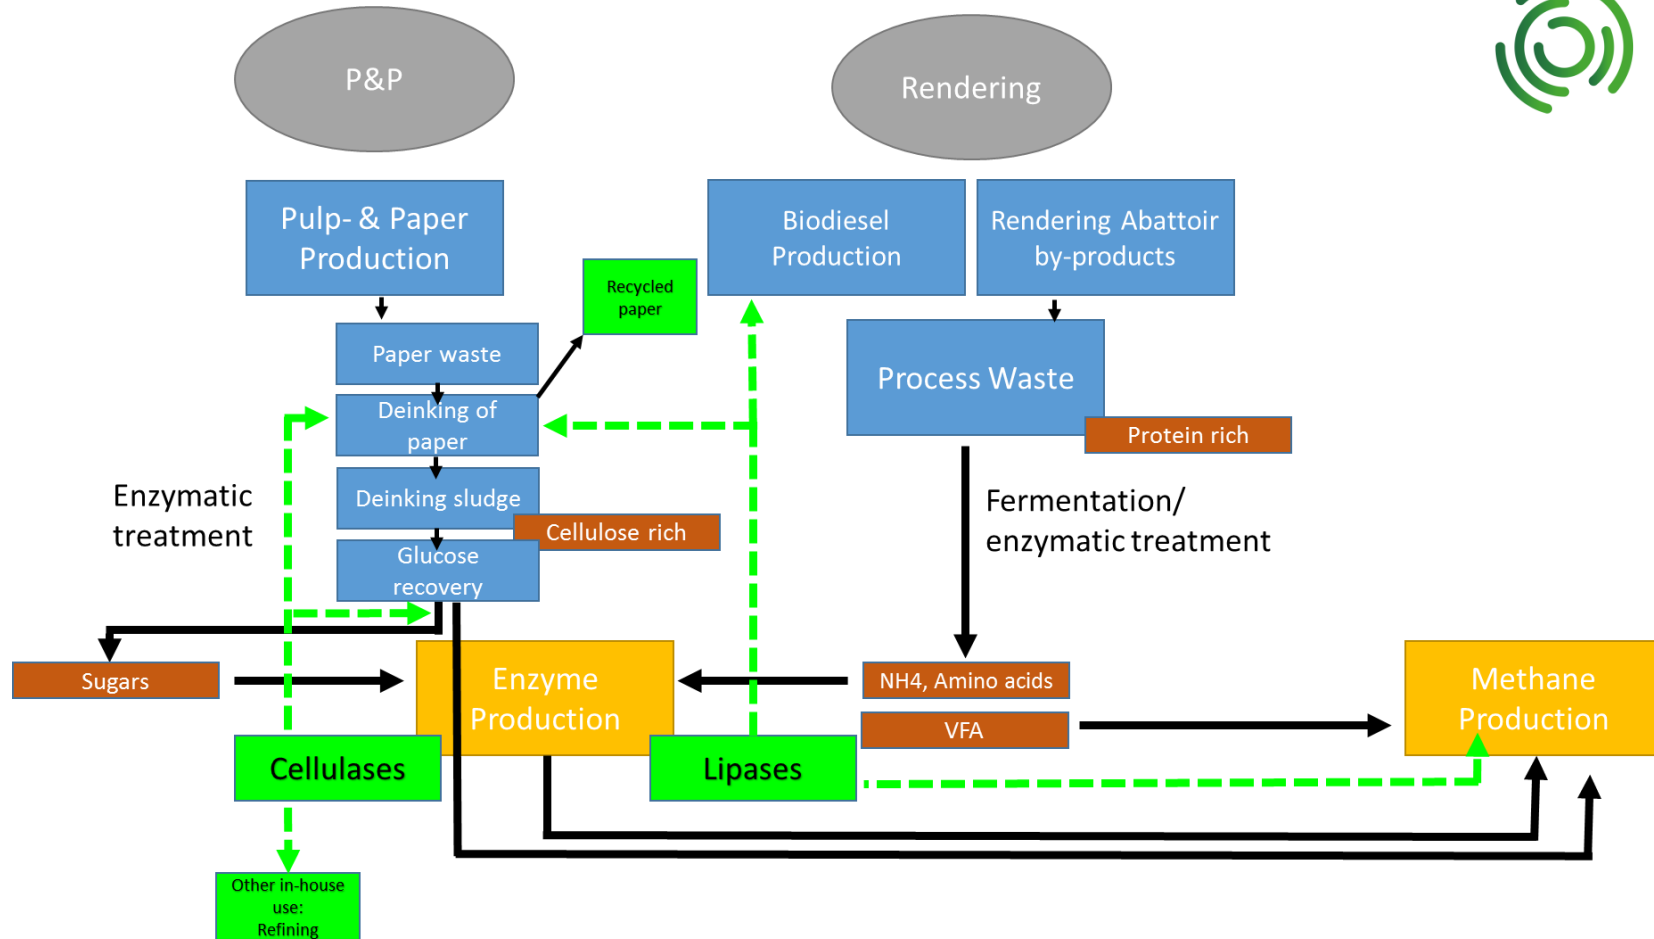 P&P
Rendering
Pulp- & Paper
Production
Biodiesel
Production
Rendering Abattoir
by-products
Recycled
paper
Paper waste
Process Waste
Deinking of
paper
Protein rich
Enzymatic
treatment
Deinking sludge
Cellulose rich
Fermentation/
enzymatic treatment
Glucose
recovery
Sugars
Enzyme
Production
NH4, Amino acids
VFA
Methane
Production
Cellulases
Lipases
Other in-house
use:
Refining